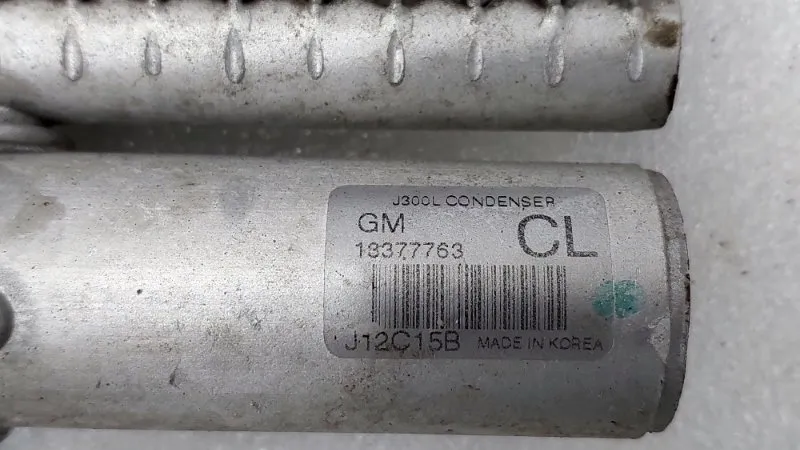 J300L CONDENSER
GM
CL
13377763
J12C15B MADE IN KOREA